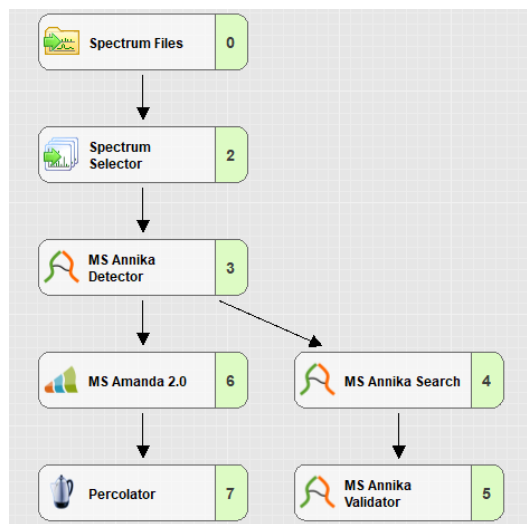 Spectrum Files 0
Spectrum
Selector
2
MS Annika
Detector
3
MS Amanda 2.0 6
MS Annika Search 4
Percolator 7
MS Annika
Validator
5